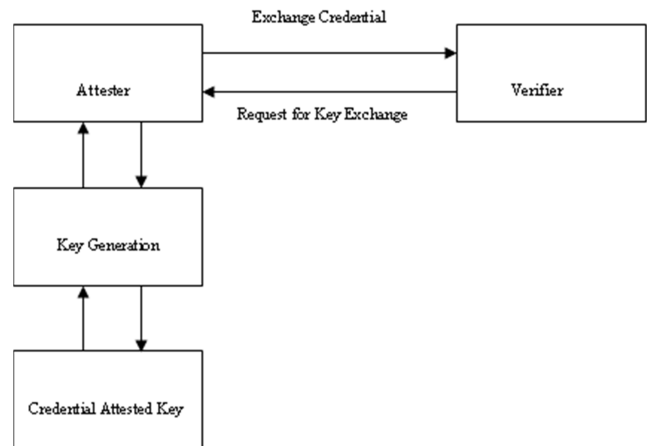 Exchange Credential
Attester
Verifier
Request for Key Exchange
Key Generation
Credential Attested Key